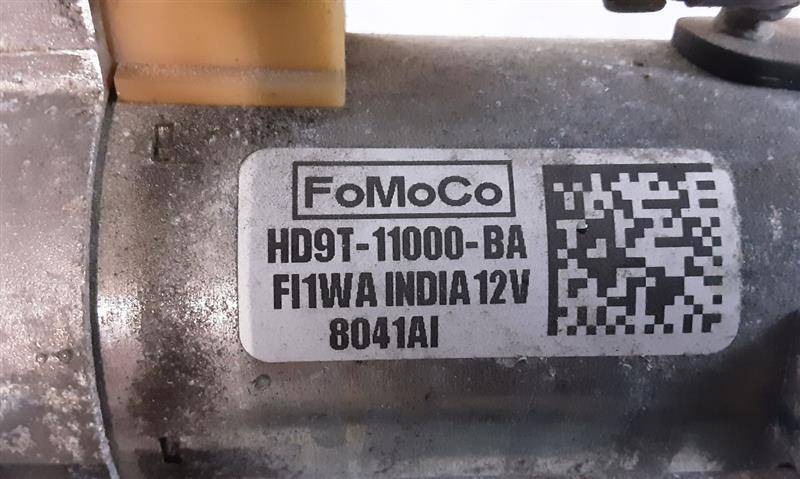 FoMoCo
HD9T-11000-BA
FI1WA INDIA 12V
8041AI